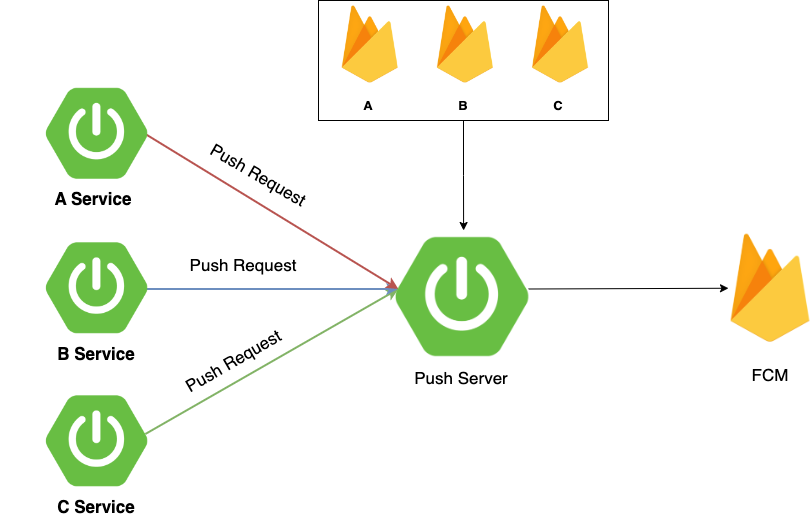 A
B
C
A Service
Push Request
Push Request
B Service
Push Request
C Service
Push Server
FCM